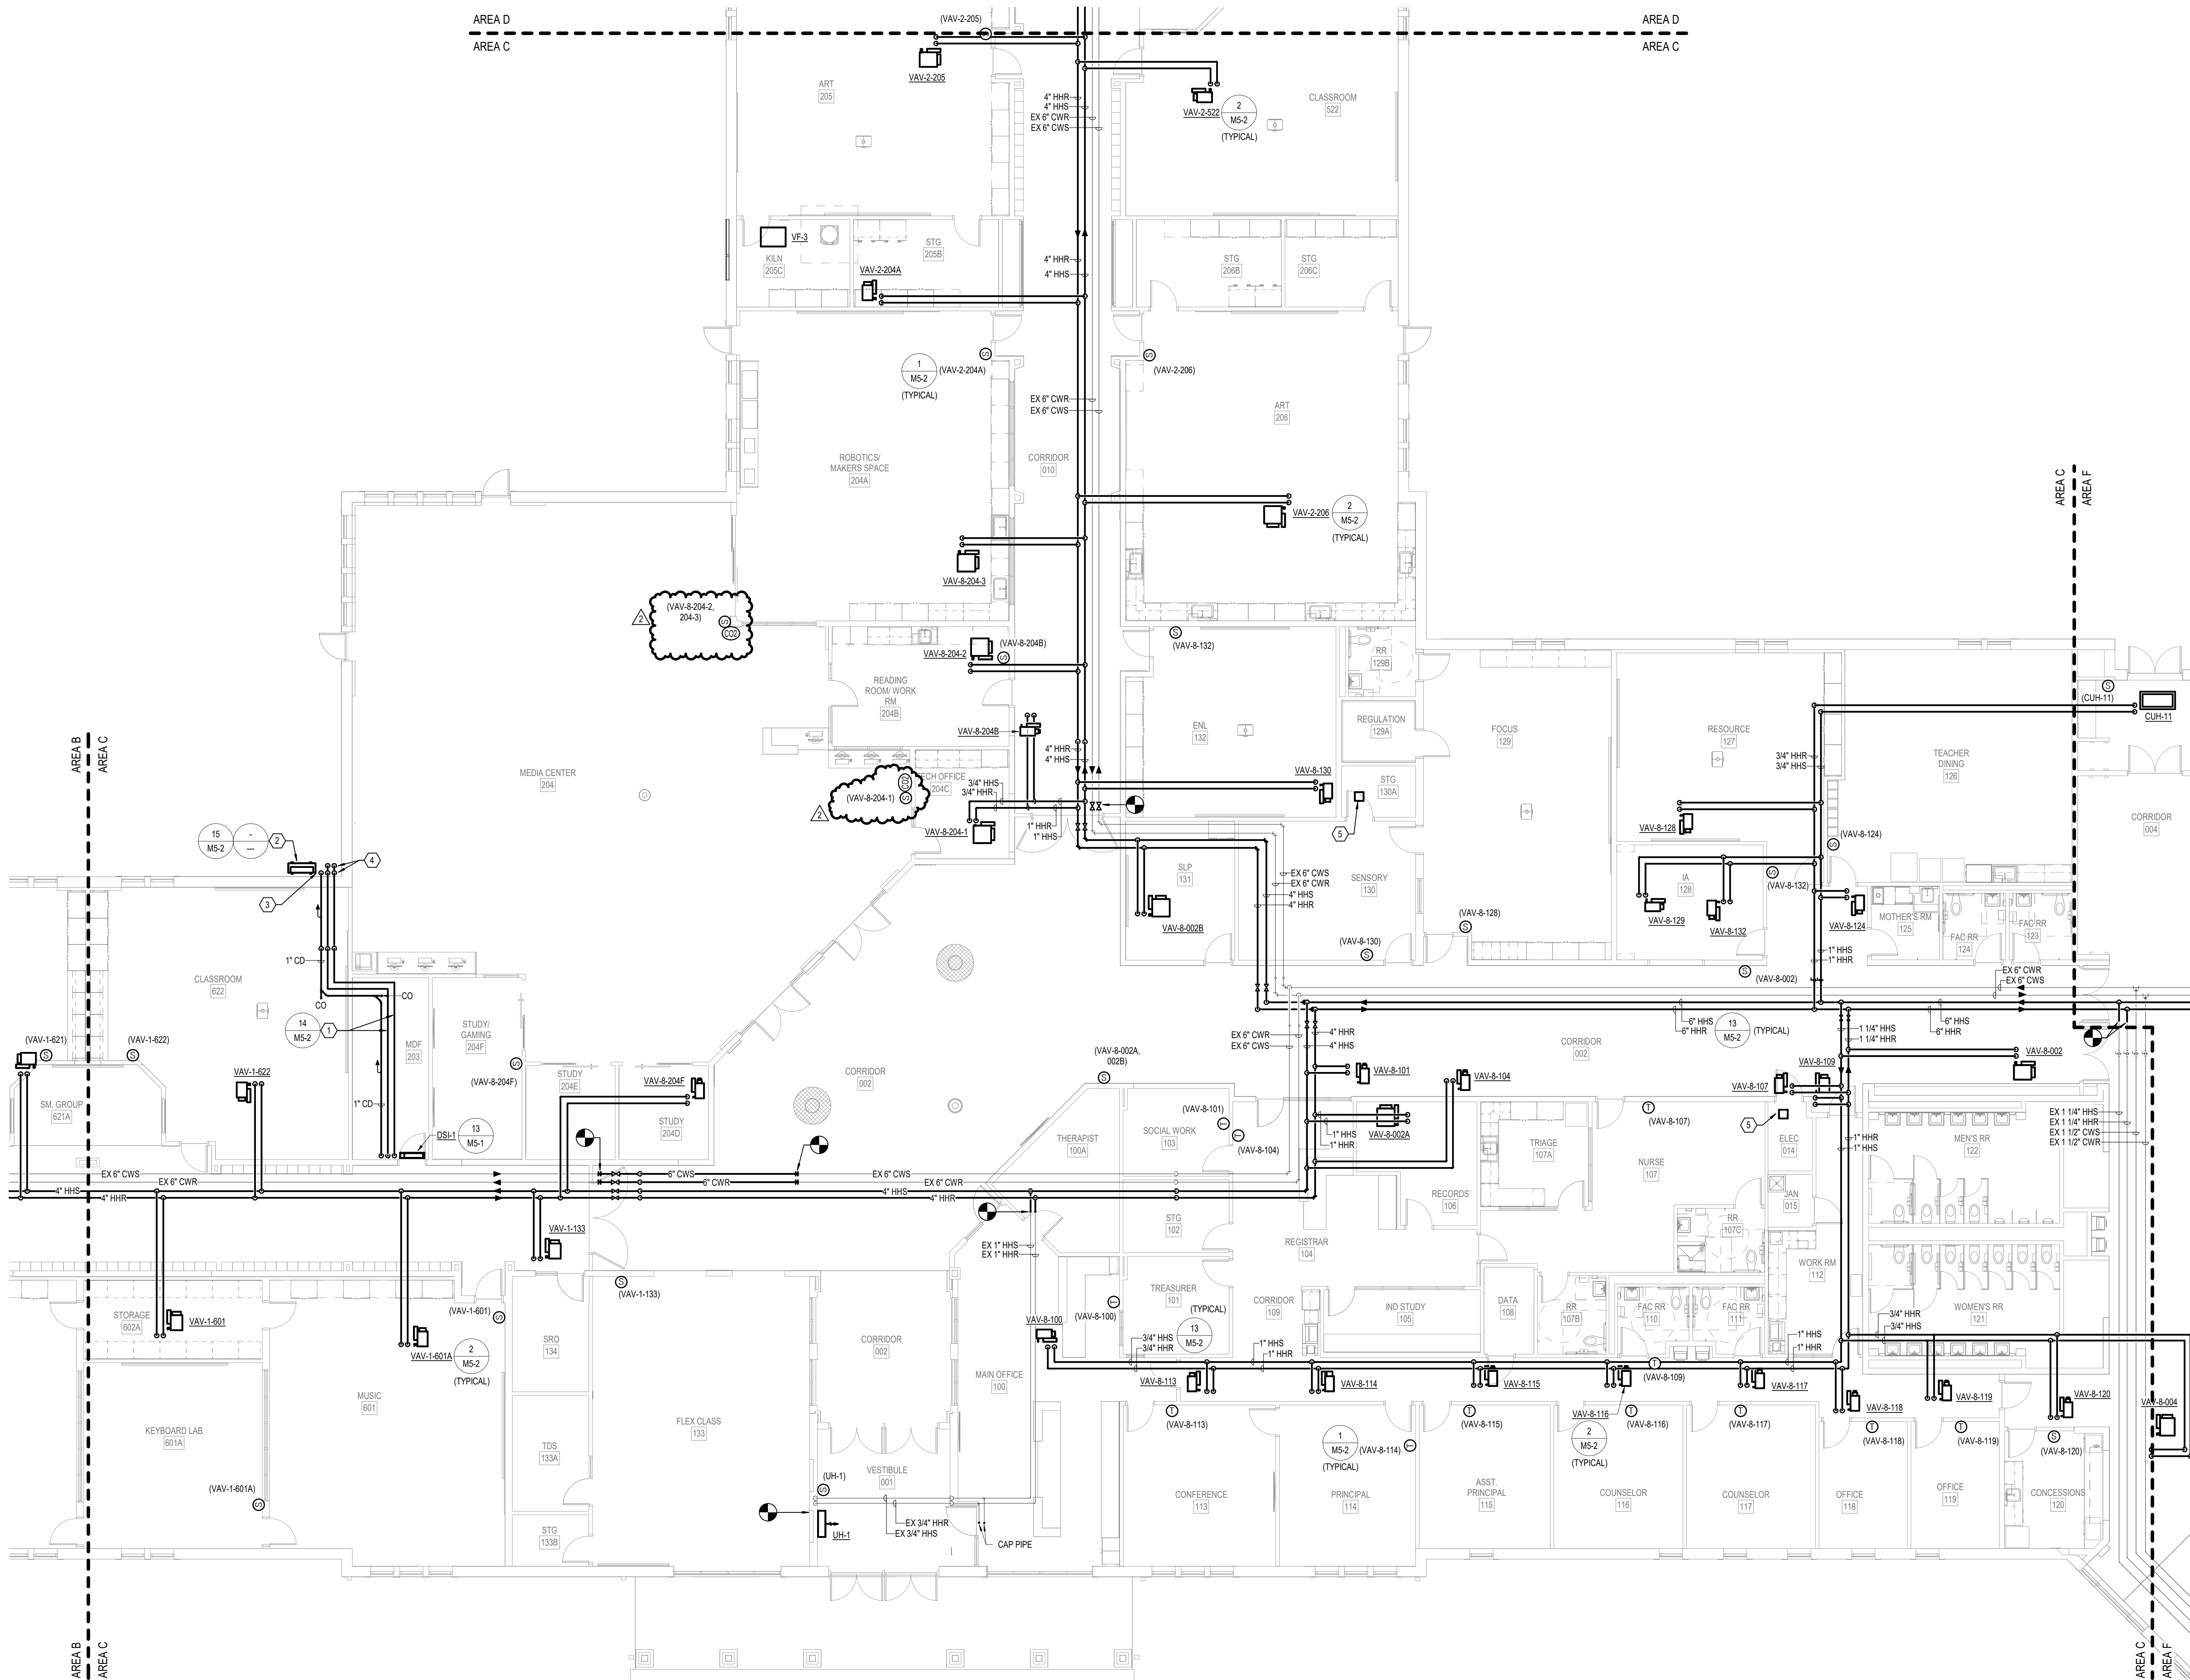 AREA D
AREA C
(VAV-2-205)
AREA D
AREA C
VAV-2-205
ART
205
4" HHR
4" HHS
EX 6" CWR
EX 6" CWS
VAV-2-522
2
M5-2
(TYPICAL)
CLASSROOM
522
VF-3
KILN
205C
STG
205B
VAV-2-204A
4" HHR
4" HHS
STG
206B
STG
206C
1
M5-2
(TYPICAL)
(VAV-2-204A)
S
S
(VAV-2-206)
EX 6" CWR
EX 6" CWS
ART
206
ROBOTICS/
MAKERS SPACE
204A
CORRIDOR
010
AREA C
AREA F
VAV-2-206
2
M5-2
(TYPICAL)
VAV-8-204-3
2
(VAV-8-204-2,
204-3)
S
CO2
VAV-8-204-2
(VAV-8-204B)
S
READING
ROOM/ WORK
RM
204B
VAV-8-204B
S
(VAV-8-132)
RR
129B
ENL
132
REGULATION
129A
FOCUS
129
RESOURCE
127
TEACHER
DINING
126
S
(CUH-11)
CUH-11
AREA B
AREA C
MEDIA CENTER
204
4" HHR
4" HHS
3/4" HHR
3/4" HHS
TECH OFFICE
204C
(VAV-8-204-1)
S
CO2
2
3/4" HHS
3/4" HHR
VAV-8-204-1
1" HHR
1" HHS
VAV-8-130
STG
130A
5
VAV-8-128
(VAV-8-124)
S
CORRIDOR
004
15
M5-2
-
---
2
4
3
SLP
131
SENSORY
130
EX 6" CWS
EX 6" CWR
4" HHS
4" HHR
VAV-8-002B
IA
128
S
(VAV-8-132)
VAV-8-129
VAV-8-132
VAV-8-124
MOTHER'S RM
125
FAC RR
124
FAC RR
123
(VAV-8-128)
S
(VAV-8-130)
S
1" HHS
1" HHR
S
(VAV-8-002)
EX 6" CWR
EX 6" CWS
CLASSROOM
622
1" CD
CO
CO
14
M5-2
1
MDF
203
STUDY/
GAMING
204F
S
(VAV-8-204F)
STUDY
204E
VAV-8-204F
STUDY
204D
CORRIDOR
002
EX 6" CWR
EX 6" CWS
4" HHR
4" HHS
6" HHS
6" HHR
13
M5-2
(TYPICAL)
CORRIDOR
002
1 1/4" HHS
1 1/4" HHR
6" HHS
6" HHR
(VAV-1-621)
S
(VAV-1-622)
S
VAV-1-622
SM. GROUP
621A
1" CD
DSI-1
13
M5-1
(VAV-8-002A,
002B)
S
VAV-8-101
VAV-8-104
VAV-8-107
VAV-8-109
VAV-8-002
(VAV-8-101)
T
T
(VAV-8-104)
THERAPIST
100A
SOCIAL WORK
103
1" HHS
1" HHR
VAV-8-002A
TRIAGE
107A
T
(VAV-8-107)
NURSE
107
5
ELEC
014
1" HHR
1" HHS
MEN'S RR
122
EX 1 1/4" HHS
EX 1 1/4" HHR
EX 1 1/2" CWS
EX 1 1/2" CWR
EX 6" CWS
EX 6" CWR
4" HHS
4" HHR
6" CWS
6" CWR
EX 6" CWS
EX 6" CWR
4" HHS
4" HHR
VAV-1-133
RECORDS
106
JAN
015
STG
102
REGISTRAR
104
RR
107C
EX 1" HHS
EX 1" HHR
WORK RM
112
STORAGE
602A
VAV-1-601
(VAV-1-601)
S
S
(VAV-1-133)
TREASURER
101
T
(VAV-8-100)
VAV-8-100
(TYPICAL)
13
M5-2
CORRIDOR
109
IND STUDY
105
DATA
108
RR
107B
FAC RR
110
FAC RR
111
WOMEN'S RR
121
3/4" HHR
3/4" HHS
VAV-1-601A
2
M5-2
(TYPICAL)
SRO
134
CORRIDOR
002
MAIN OFFICE
100
3/4" HHS
3/4" HHR
1" HHS
1" HHR
T
(VAV-8-109)
1" HHS
1" HHR
VAV-8-113
VAV-8-114
VAV-8-115
VAV-8-116
VAV-8-117
VAV-8-118
VAV-8-119
VAV-8-120
VAV-8-004
MUSIC
601
KEYBOARD LAB
601A
FLEX CLASS
133
TDS
133A
T
(VAV-8-113)
1
M5-2
(TYPICAL)
(VAV-8-114)
T
T
(VAV-8-115)
2
M5-2
(TYPICAL)
T
(VAV-8-116)
T
(VAV-8-117)
T
(VAV-8-118)
T
(VAV-8-119)
S
(VAV-8-120)
(VAV-1-601A)
S
(UH-1)
S
VESTIBULE
001
UH-1
EX 3/4" HHR
EX 3/4" HHS
CAP PIPE
STG
133B
CONFERENCE
113
PRINCIPAL
114
ASST.
PRINCIPAL
115
COUNSELOR
116
COUNSELOR
117
OFFICE
118
OFFICE
119
CONCESSIONS
120
AREA B
AREA C
AREA C
AREA F